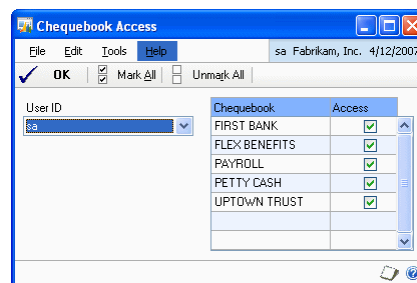 Chequebook Access
File Edit Tools Help sa Fabrikam, Inc. 4/12/2007
OK Mark All Unmark All
User ID
sa
Chequebook Access
FIRST BANK
FLEX BENEFITS
PAYROLL
PETTY CASH
UPTOWN TRUST